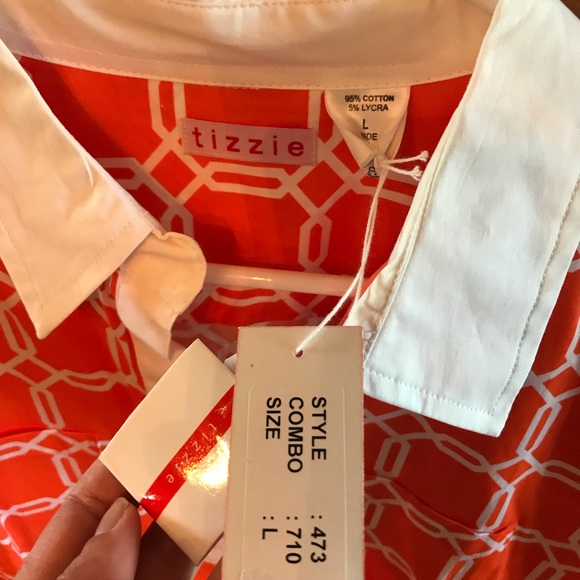 tizzie
95% COTTON
5% LYCRA
L
STYLE : 473
COMBO : 710
SIZE : L